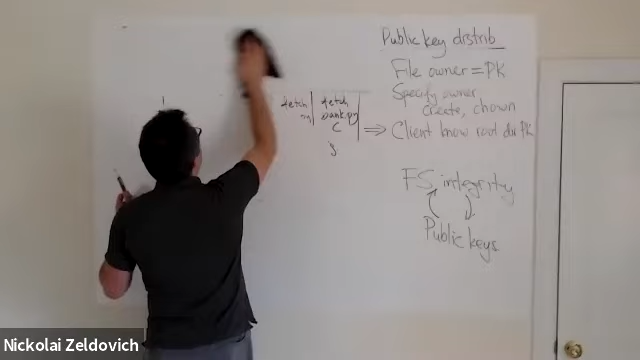 Public key distrib
File owner = PK
Specify owner,
create, chown
fetch | fetch
bank.py
C
⇒ Client know root dir PK
FS integrity
Public keys
Nickolai Zeldovich